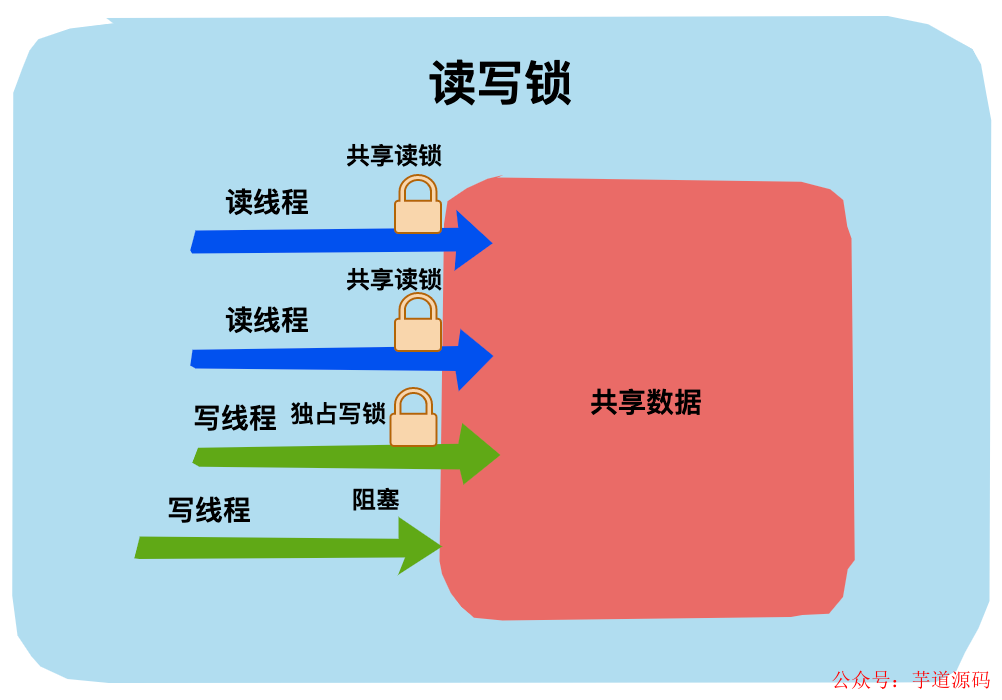 读写锁
共享读锁
读线程
共享读锁
读线程
写线程 独占写锁
共享数据
写线程 阻塞
公众号：芋道源码